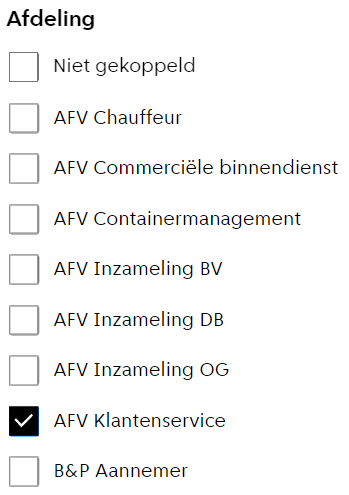 Afdeling
Niet gekoppeld
AFV Chauffeur
AFV Commerciële binnendienst
AFV Containermanagement
AFV Inzameling BV
AFV Inzameling DB
AFV Inzameling OG
AFV Klantenservice
B&P Aannemer